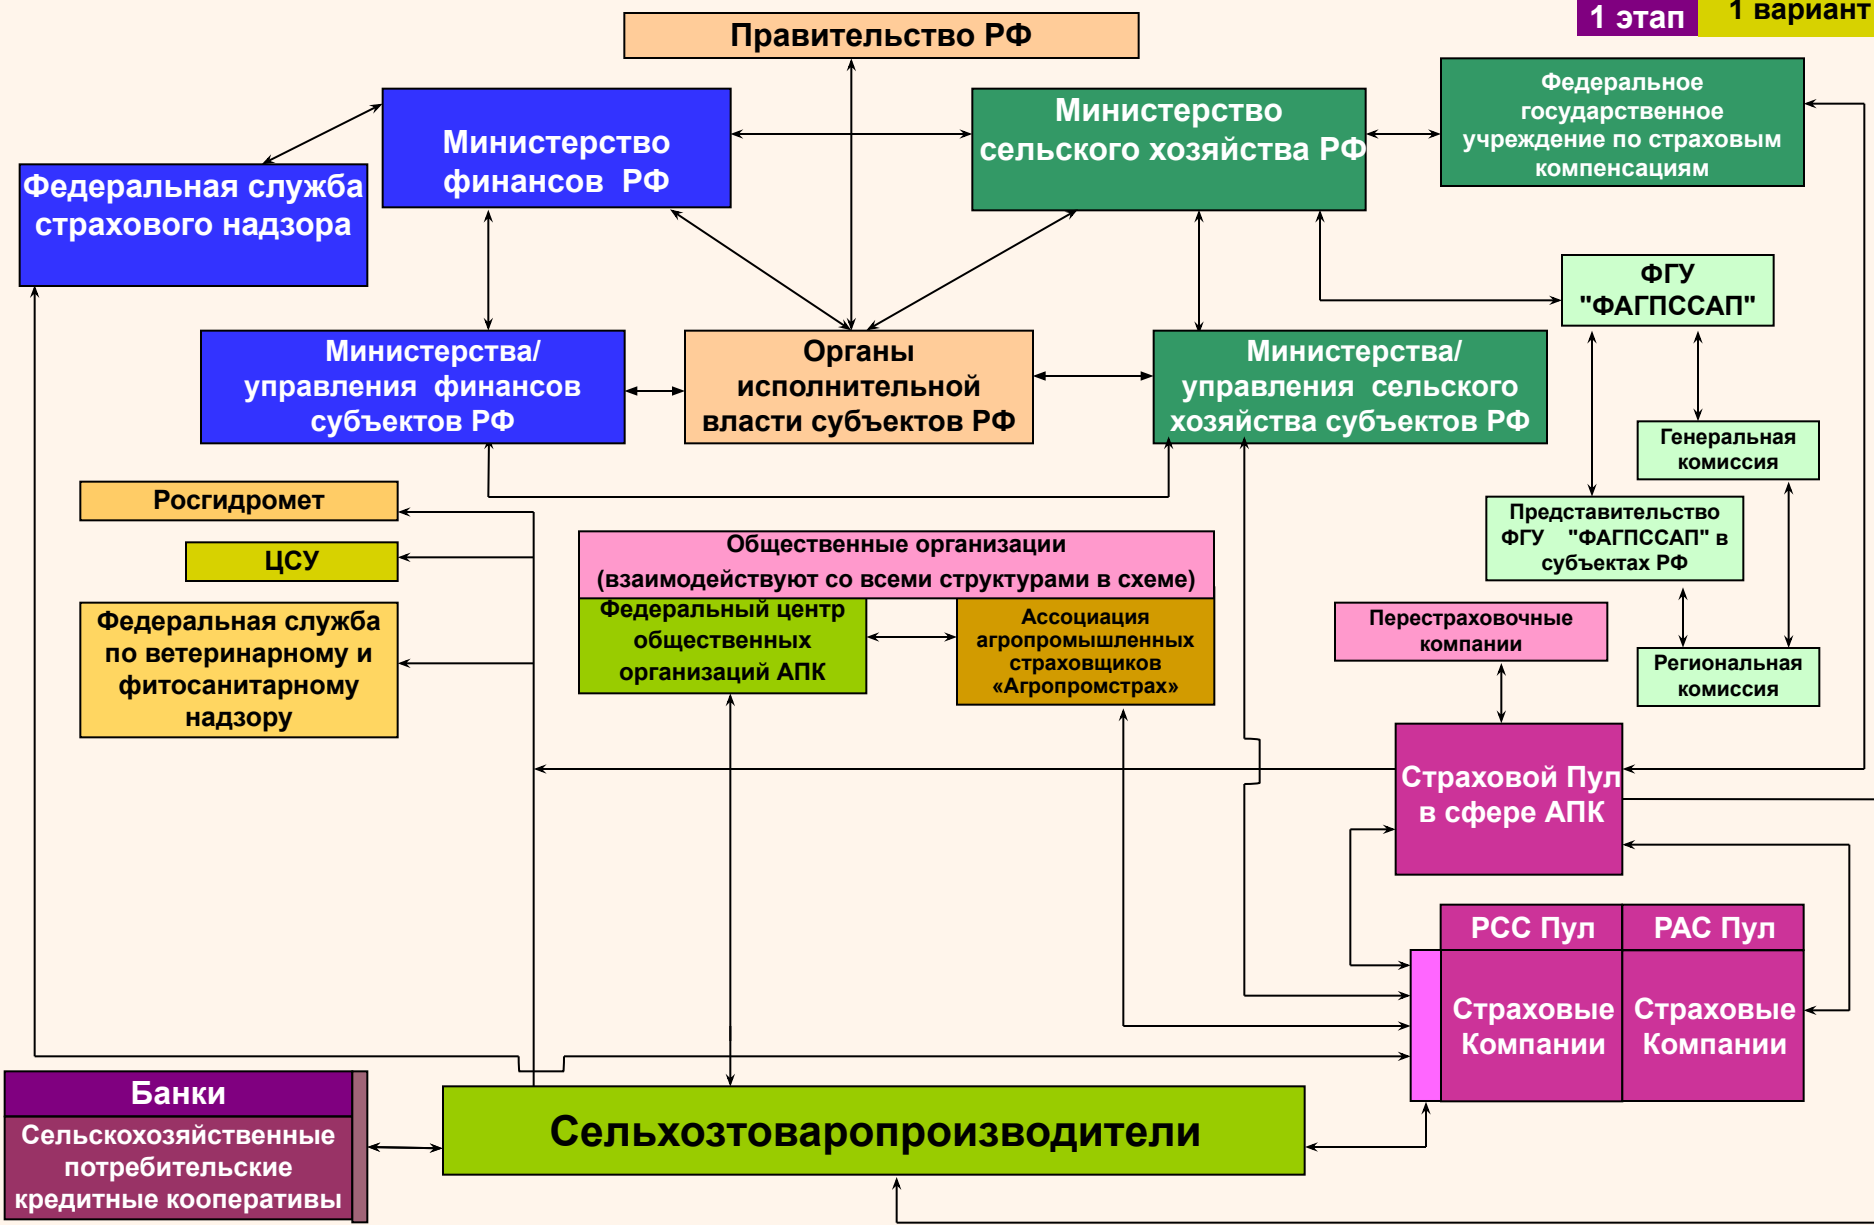 1 этап
1 вариант
Правительство РФ
Министерство
финансов РФ
Министерство
сельского хозяйства РФ
Федеральное
государственное
учреждение по страховым
компенсациям
Федеральная служба
страхового надзора
ФГУ
"ФАГПССАП"
Министерства/
управления финансов
субъектов РФ
Органы
исполнительной
власти субъектов РФ
Министерства/
управления сельского
хозяйства субъектов РФ
Генеральная
комиссия
Росгидромет
Представительство
ФГУ "ФАГПССАП" в
субъектах РФ
ЦСУ
Общественные организации
(взаимодействуют со всеми структурами в схеме)
Федеральный центр
общественных
организаций АПК
Ассоциация
агропромышленных
страховщиков
«Агропромстрах»
Федеральная служба
по ветеринарному и
фитосанитарному
надзору
Перестраховочные
компании
Региональная
комиссия
Страховой Пул
в сфере АПК
РСС Пул
РАС Пул
Страховые
Компании
Страховые
Компании
Банки
Сельскохозяйственные
потребительские
кредитные кооперативы
Сельхозтоваропроизводители